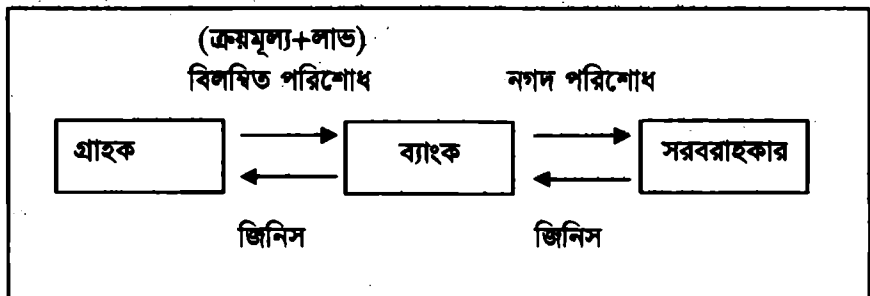 (ক্রয়মূল্য+লাভ)
বিলম্বিত পরিশোধ নগদ পরিশোধ
গ্রাহক ব্যাংক সরবরাহকার
জিনিস জিনিস